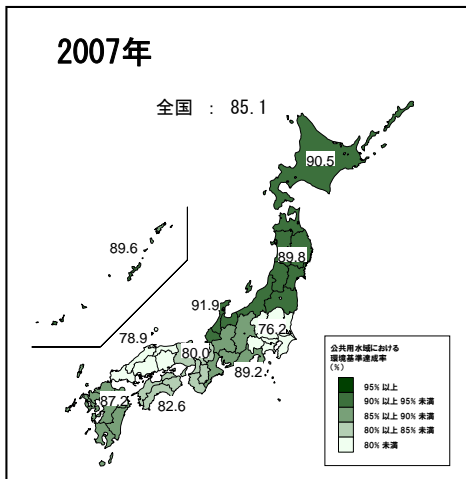 2007年
全国 : 85.1
90.5
89.6
89.8
91.9
78.9
76.2
80.0
89.2
87.2
82.6
公共用水域における
環境基準達成率
(%)
95% 以上
90% 以上 95% 未満
85% 以上 90% 未満
80% 以上 85% 未満
80% 未満